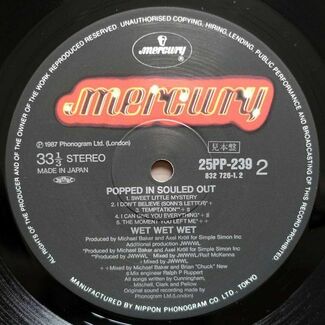 ALL RIGHTS OF THE PRODUCER AND OF THE OWNER OF THE WORK REPRODUCED RESERVED. UNAUTHORISED COPYING, HIRING, LENDING, PUBLIC PERFORMANCE AND BROADCASTING OF THIS RECORD PROHIBITED
mercury
mercury
Ⓟ 1987 Phonogram Ltd. (London)
33 1/3 STEREO
MADE IN JAPAN
見本盤
25PP-239 2
832 726-1.2
POPPED IN SOULED OUT
1. SWEET LITTLE MYSTERY
2. I DON'T BELIEVE (SONNY'S LETTER)
3. TEMPTATION
4. I CAN GIVE YOU EVERYTHING
5. THE MOMENT YOU LEFT ME
WET WET WET
Produced by Michael Baker and Axel Kroll for Simple Simon Inc
Additional production JWWWL
Mixed by JWWWL
Mixed by JWWWL/Ralf McKenna
Produced by Michael Baker and Axel Kroll for Simple Simon Inc
Mixed by JWWWL
Mixed by Michael Baker and Brian "Chuck" New
Mix Engineer Ralph P Ruppert
All songs written by Cunningham,
Mitchell, Clark and Pellow
Original sound recording made by
Phonogram Ltd. (London)
MANUFACTURED BY NIPPON PHONOGRAM CO. LTD., TOKYO